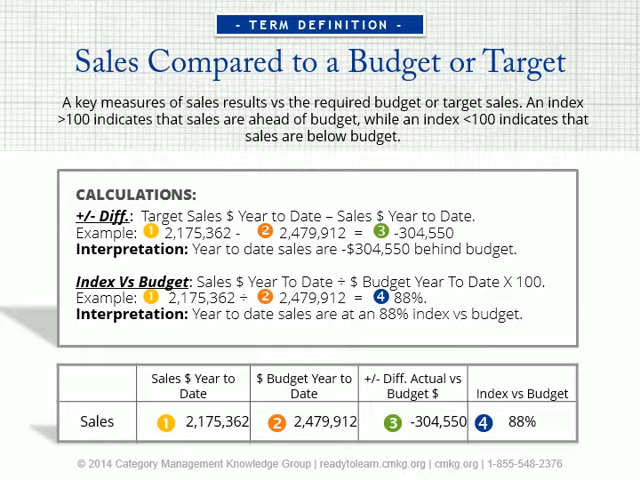 - TERM DEFINITION -
Sales Compared to a Budget or Target
A key measures of sales results vs the required budget or target sales. An index
>100 indicates that sales are ahead of budget, while an index <100 indicates that
sales are below budget.
CALCULATIONS:
+/- Diff.: Target Sales $ Year to Date – Sales $ Year to Date.
Example: 1 2,175,362 - 2 2,479,912 = 3 -304,550
Interpretation: Year to date sales are -$304,550 behind budget.
Index Vs Budget: Sales $ Year To Date ÷ $ Budget Year To Date X 100.
Example: 1 2,175,362 ÷ 2 2,479,912 = 4 88%.
Interpretation: Year to date sales are at an 88% index vs budget.
Sales $ Year to Date
$ Budget Year to Date
+/- Diff. Actual vs Budget $
Index vs Budget
Sales 1 2,175,362 2 2,479,912 3 -304,550 4 88%
© 2014 Category Management Knowledge Group | readytolearn.cmkg.org | cmkg.org | 1-855-548-2376